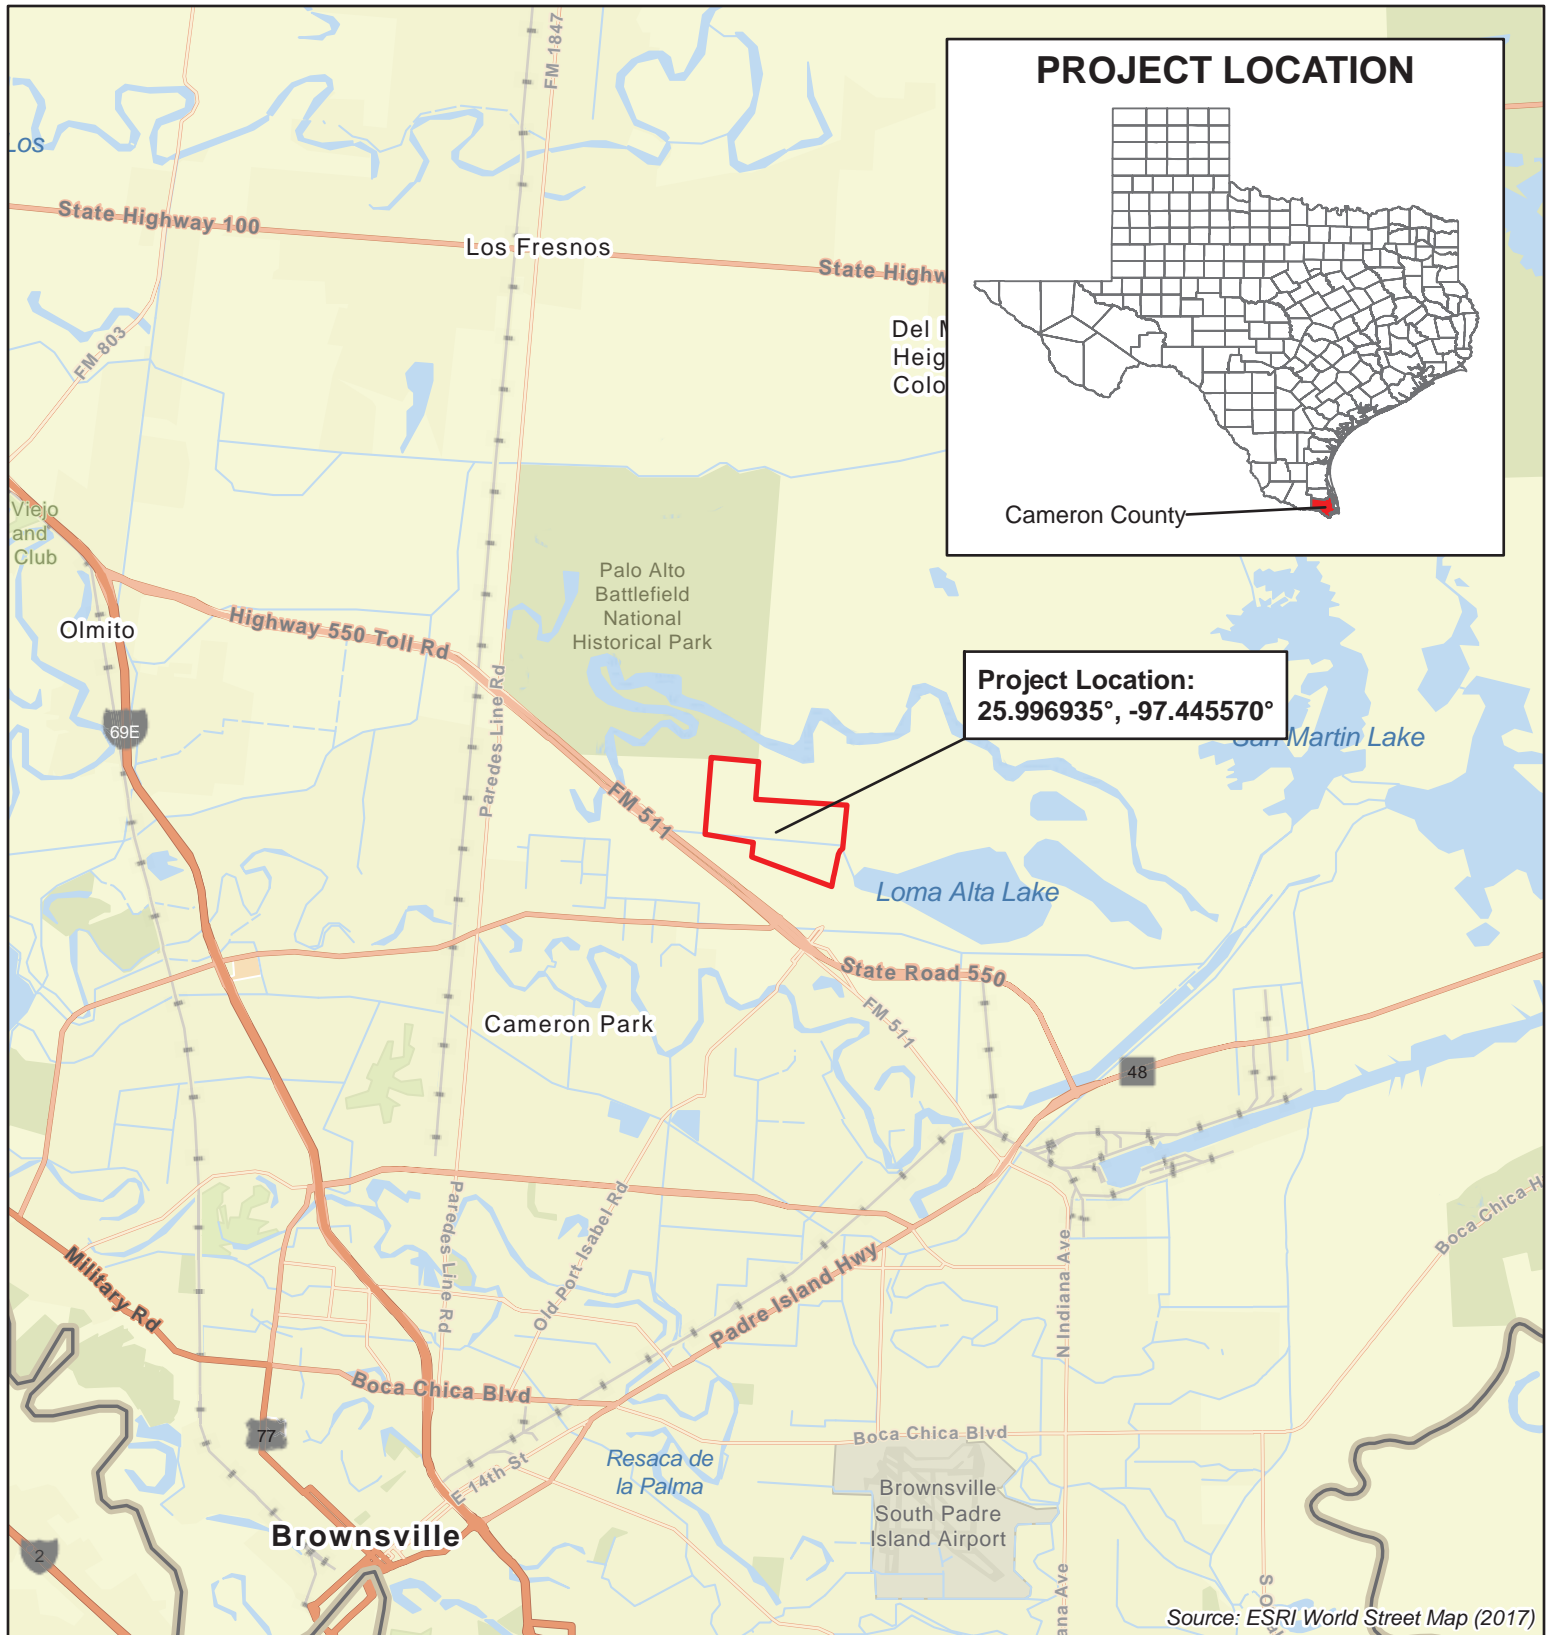 PROJECT LOCATION
Cameron County
FM 1847
Los
State Highway 100
Los Fresnos
State Highw
Del M
Heig
Colo
FM 803
Viejo
and
Club
Palo Alto
Battlefield
National
Historical Park
Olmito
Highway 550 Toll Rd
Project Location:
25.996935°, -97.445570°
San Martin Lake
69E
Paredes Line Rd
FM 511
Loma Alta Lake
State Road 550
FM 511
Cameron Park
48
Paredes Line Rd
Old Port Isabel Rd
Boca Chica H
Military Rd
Padre Island Hwy
N Indiana Ave
Boca Chica Blvd
77
Boca Chica Blvd
Resaca de
la Palma
E 14th St
Brownsville
South Padre
Island Airport
Brownsville
2
ana Ave
Source: ESRI World Street Map (2017)